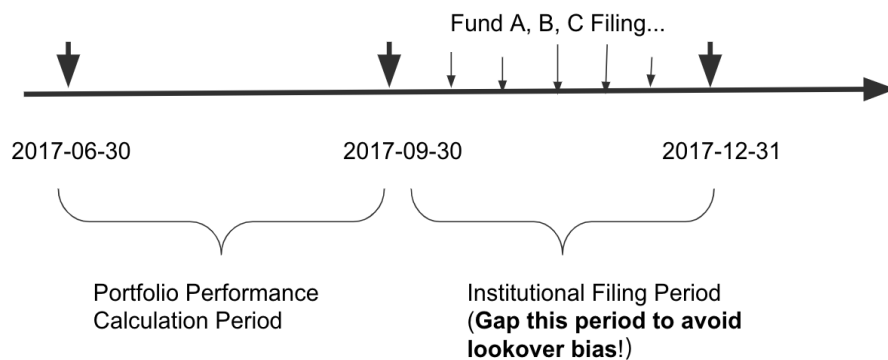 Fund A, B, C Filing...
2017-06-30
2017-09-30
2017-12-31
Portfolio Performance
Calculation Period
Institutional Filing Period
(Gap this period to avoid
lookover bias!)